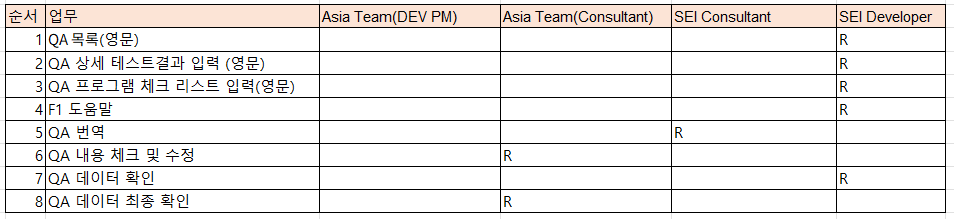 순서 업무 Asia Team(DEV PM) Asia Team(Consultant) SEI Consultant SEI Developer
1 QA목록(영문) R
2 QA 상세 테스트결과 입력 (영문) R
3 QA 프로그램 체크 리스트 입력(영문) R
4 F1 도움말 R
5 QA 번역 R
6 QA 내용 체크 및 수정 R
7 QA 데이터 확인 R
8 QA 데이터 최종 확인 R